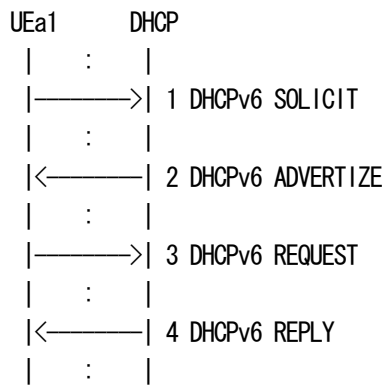 UEa1 DHCP
| : |
|-------->| 1 DHCPv6 SOLICIT
| : |
|<--------| 2 DHCPv6 ADVERTIZE
| : |
|-------->| 3 DHCPv6 REQUEST
| : |
|<--------| 4 DHCPv6 REPLY
| : |